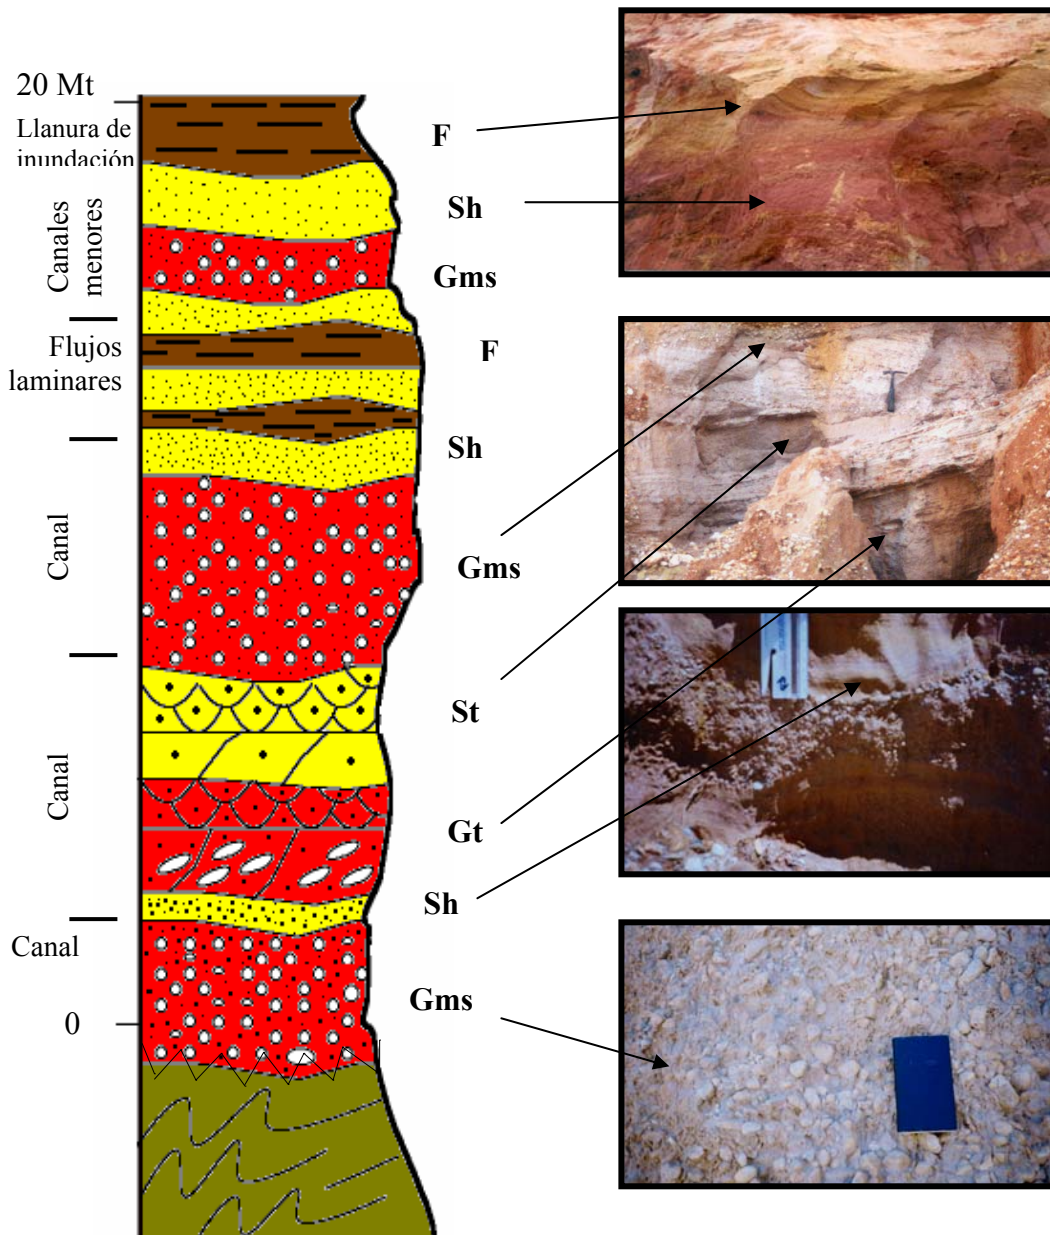 20 Mt
Llanura de
inundación
F
Sh
Canales
menores
Gms
Flujos
laminares
F
Sh
Canal
Gms
St
Canal
Gt
Sh
Canal
Gms
0